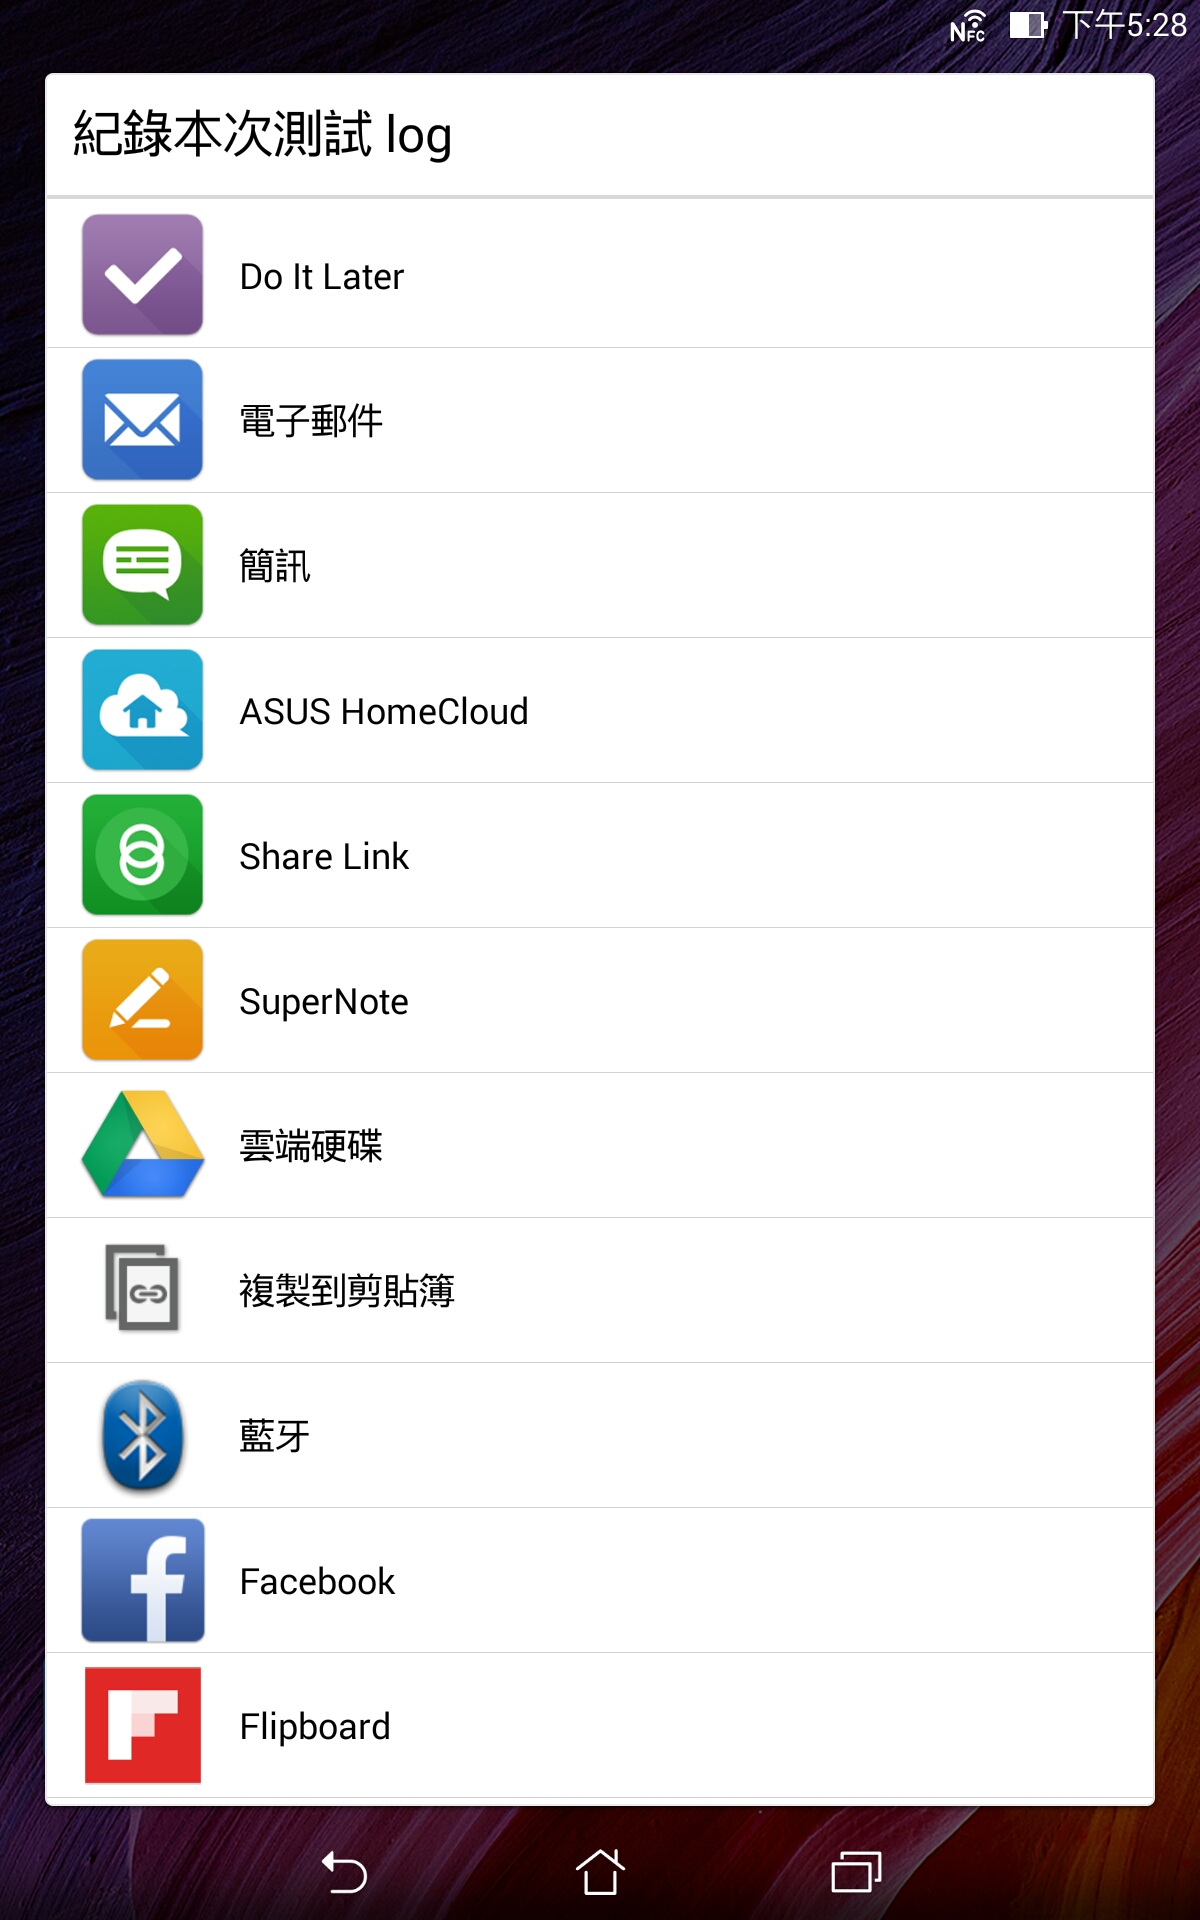 NFC 下午5:28
紀錄本次測試 log
Do It Later
電子郵件
簡訊
ASUS HomeCloud
Share Link
SuperNote
雲端硬碟
複製到剪貼簿
藍牙
Facebook
Flipboard